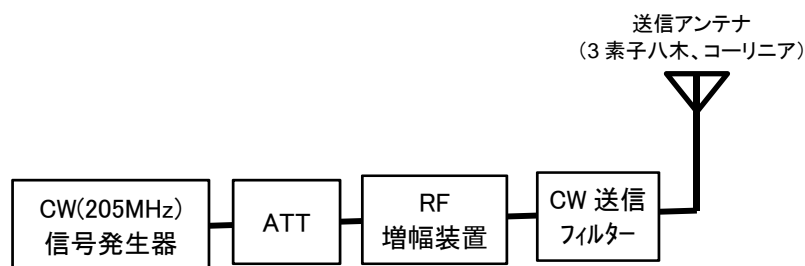 送信アンテナ
(3 素子八木、コーリニア)
CW(205MHz)
信号発生器
ATT
RF
増幅装置
CW 送信
フィルター